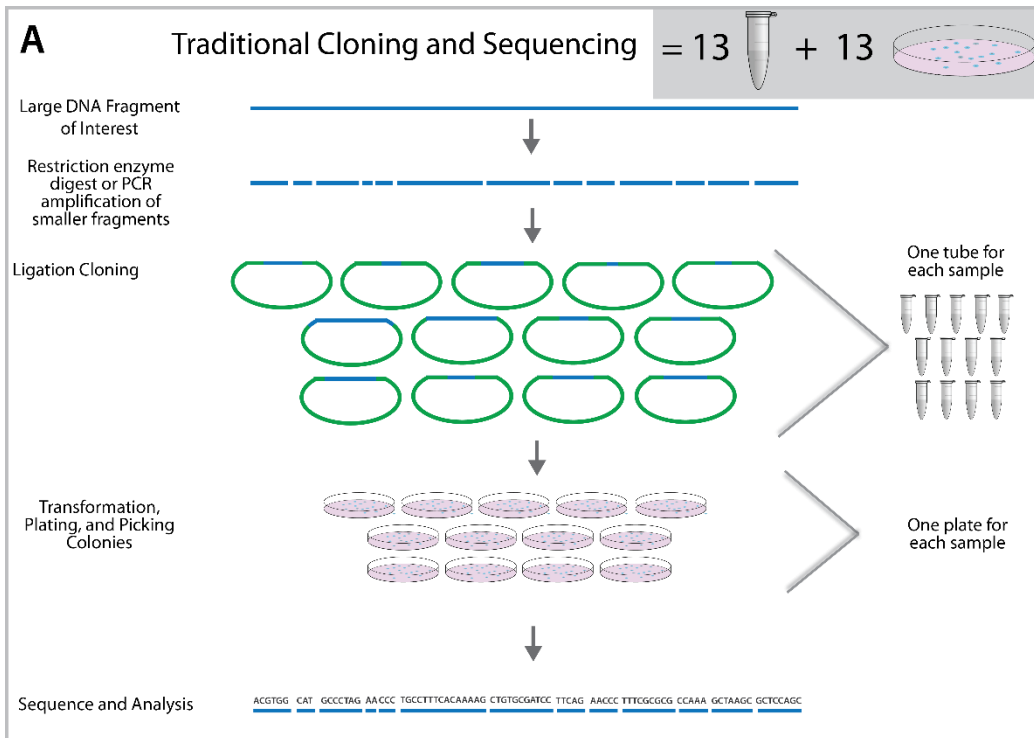 A
Traditional Cloning and Sequencing = 13 + 13
Large DNA Fragment
of Interest
Restriction enzyme
digest or PCR
amplification of
smaller fragments
Ligation Cloning
One tube for
each sample
Transformation,
Plating, and Picking
Colonies
One plate for
each sample
Sequence and Analysis
ACGTGG CAT GCCCTAG AACCC TGCCTTTCACAAAAG CTGTGCGATCC TTCAG AACCC TTTCGCGCG CCAAA GCTAAGC GCTCCAGC